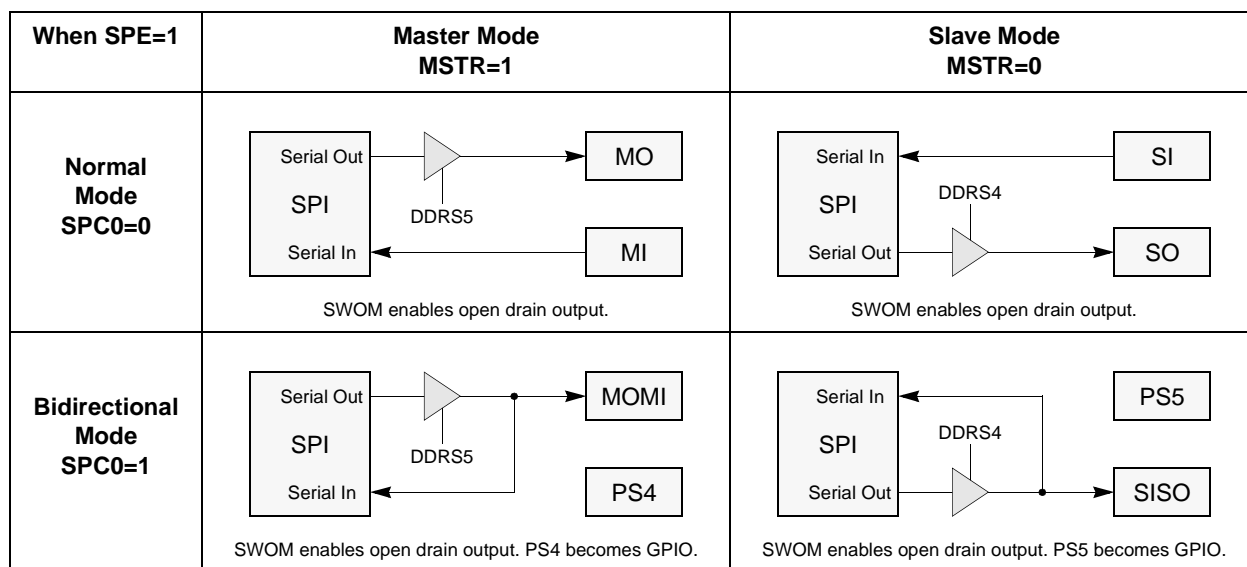 When SPE=1
Master Mode
MSTR=1
Slave Mode
MSTR=0
Normal
Mode
SPC0=0
Serial Out
SPI
Serial In
DDRS5
MO
MI
SWOM enables open drain output.
Serial In
SPI
Serial Out
DDRS4
SI
SO
SWOM enables open drain output.
Bidirectional
Mode
SPC0=1
Serial Out
SPI
Serial In
DDRS5
MOMI
PS4
SWOM enables open drain output. PS4 becomes GPIO.
Serial In
SPI
Serial Out
DDRS4
PS5
SISO
SWOM enables open drain output. PS5 becomes GPIO.